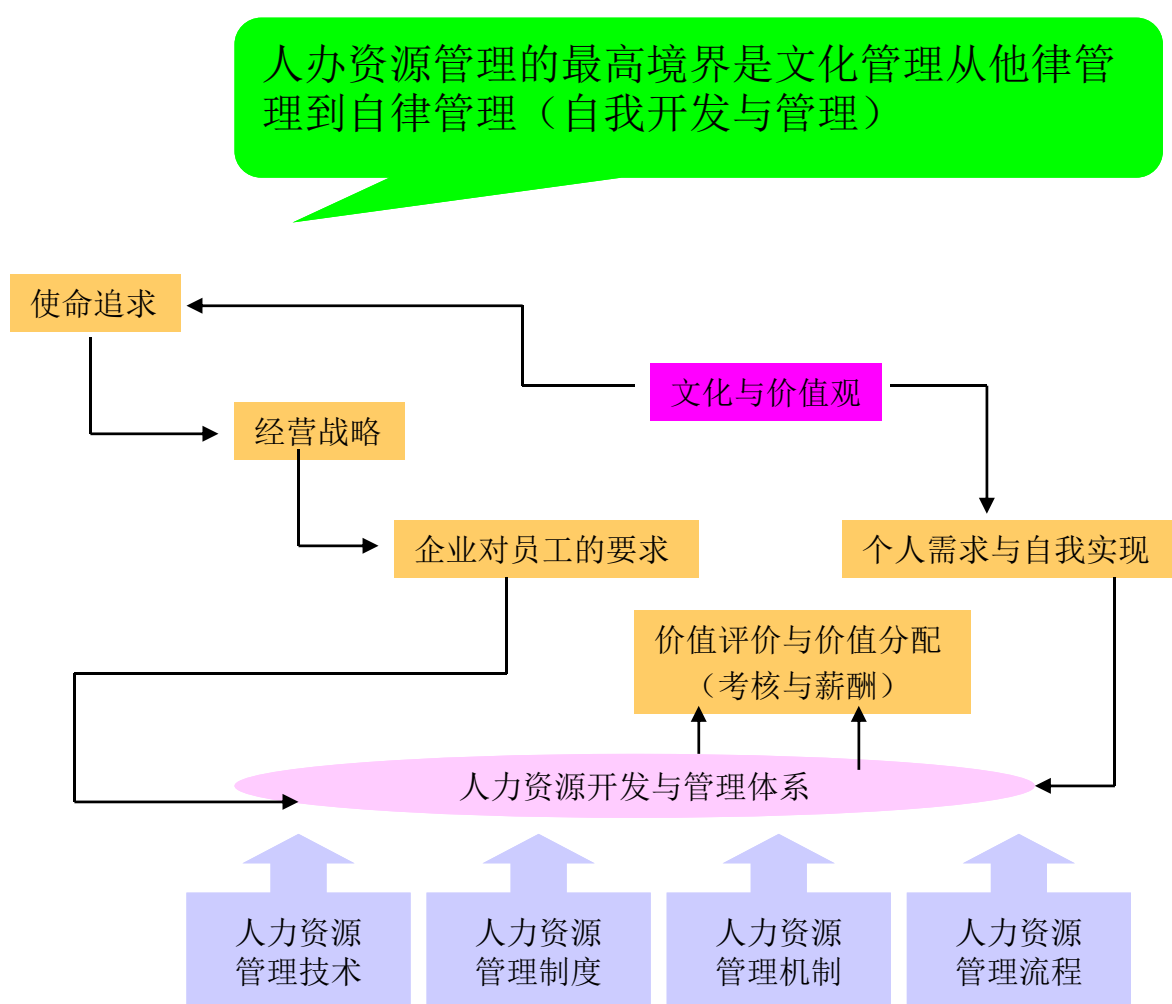 人办资源管理的最高境界是文化管理从他律管
理到自律管理（自我开发与管理）
使命追求
文化与价值观
经营战略
企业对员工的要求
个人需求与自我实现
价值评价与价值分配
（考核与薪酬）
人力资源开发与管理体系
人力资源
管理技术
人力资源
管理制度
人力资源
管理机制
人力资源
管理流程